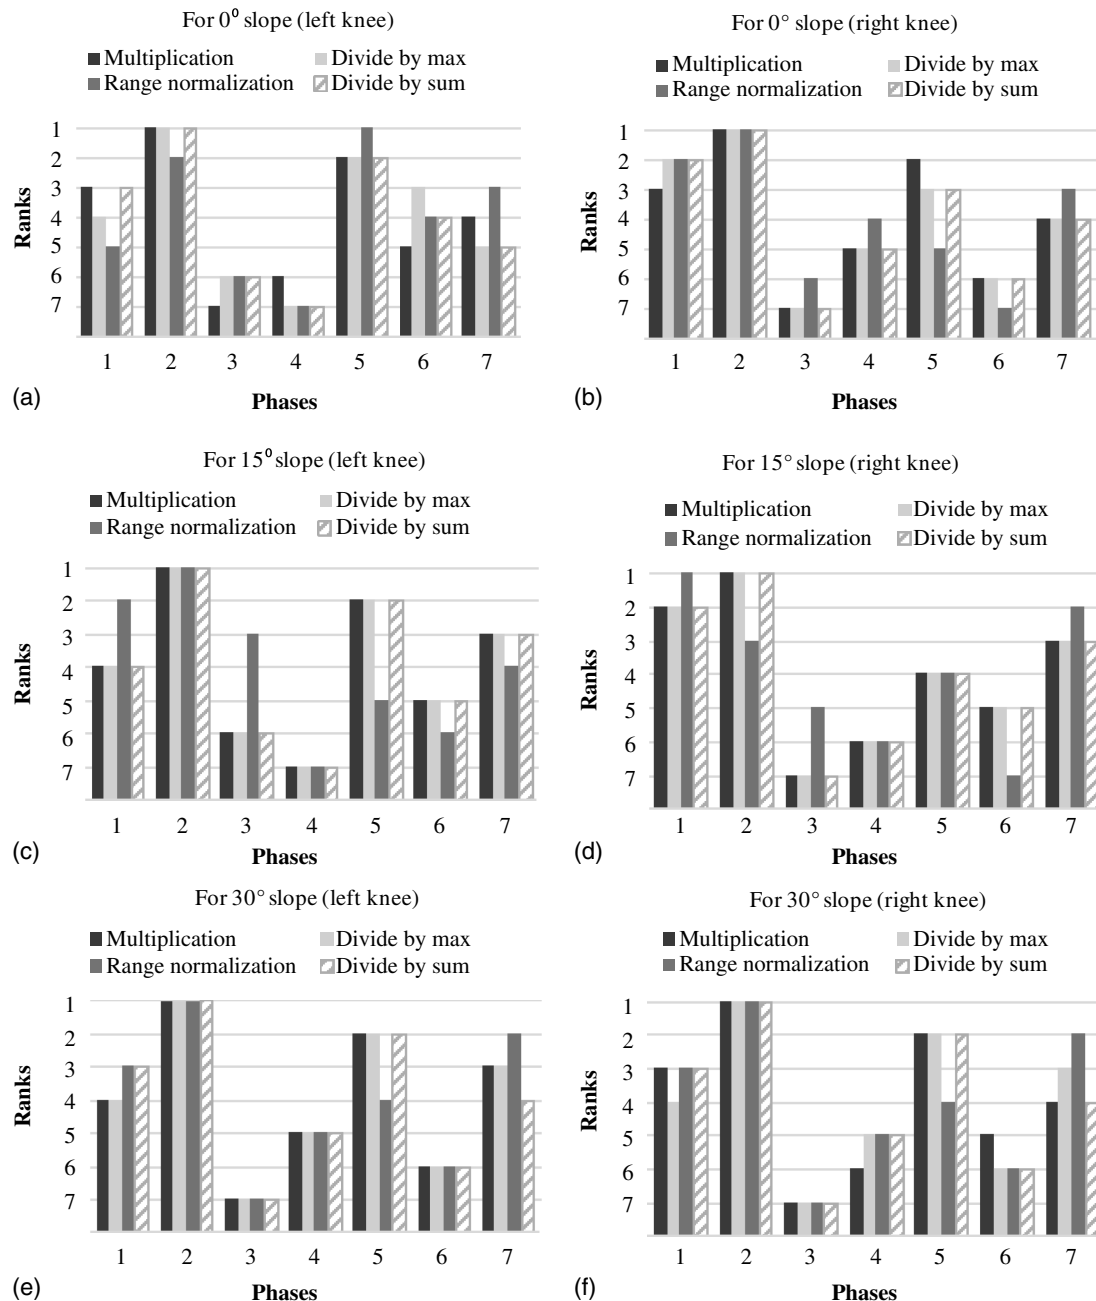 For 0⁰ slope (left knee)
Multiplication Divide by max
Range normalization Divide by sum
1
2
3
4
5
6
7
Ranks
1 2 3 4 5 6 7
(a) Phases
For 0° slope (right knee)
Multiplication Divide by max
Range normalization Divide by sum
1
2
3
4
5
6
7
Ranks
1 2 3 4 5 6 7
(b) Phases
For 15⁰ slope (left knee)
Multiplication Divide by max
Range normalization Divide by sum
1
2
3
4
5
6
7
Ranks
1 2 3 4 5 6 7
(c) Phases
For 15° slope (right knee)
Multiplication Divide by max
Range normalization Divide by sum
1
2
3
4
5
6
7
Ranks
1 2 3 4 5 6 7
(d) Phases
For 30° slope (left knee)
Multiplication Divide by max
Range normalization Divide by sum
1
2
3
4
5
6
7
Ranks
1 2 3 4 5 6 7
(e) Phases
For 30° slope (right knee)
Multiplication Divide by max
Range normalization Divide by sum
1
2
3
4
5
6
7
Ranks
1 2 3 4 5 6 7
(f) Phases